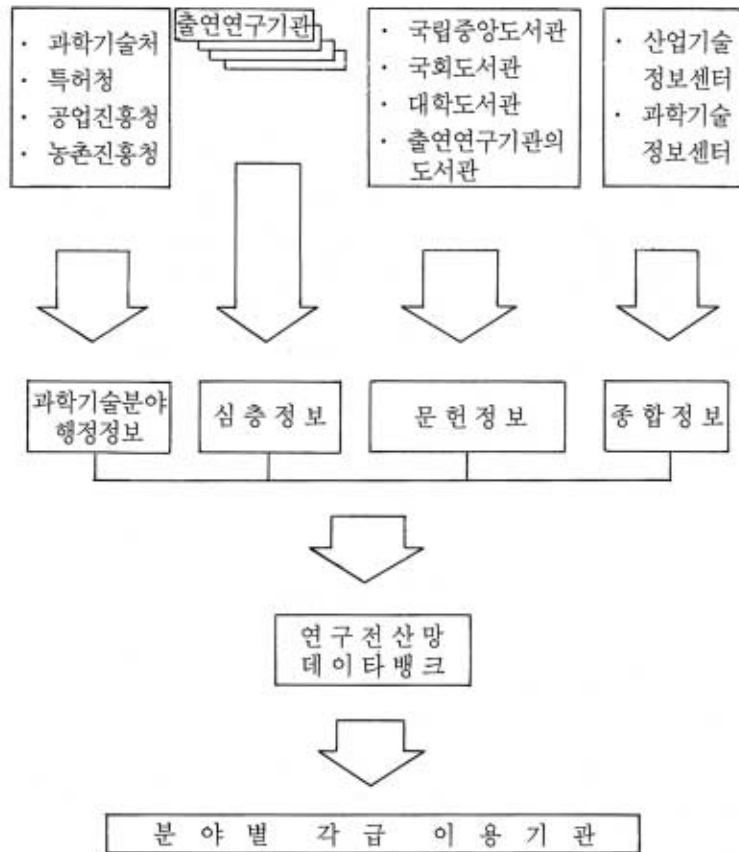 · 과학기술처
· 특허청
· 공업진흥청
· 농촌진흥청
출연연구기관
· 국립중앙도서관
· 국회도서관
· 대학도서관
· 출연연구기관의
도서관
· 산업기술
정보센터
· 과학기술
정보센터
과학기술분야
행정정보
심층정보
문헌정보
종합정보
연구전산망
데이타뱅크
분야별 각급 이용기관